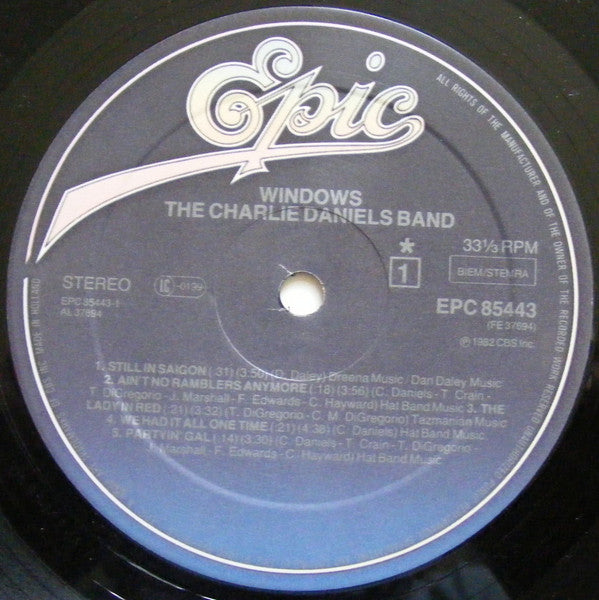 Epic
WINDOWS
THE CHARLIE DANIELS BAND
STEREO
EPC 85443-1
AL 37694
*
1
33⅓ RPM
BIEM/STEMRA
EPC 85443
(FE 37694)
℗ 1982 CBS Inc.
1. STILL IN SAIGON (.31) (3.50) (D. Daley) Dreena Music, Dan Daley Music
2. AIN'T NO RAMBLERS ANYMORE (.18) (3.56) (C. Daniels - T. Crain -
T. DiGregorio - J. Marshall - F. Edwards - C. Hayward) Hat Band Music 3. THE
LADY IN RED (.21) (3.32) (T. DiGregorio - C. M. DiGregorio) Tazmanian Music
4. WE HAD IT ALL ONE TIME (.21) (4.38) (C. Daniels) Hat Band Music
5. PARTYIN' GAL (.14) (3.30) (C. Daniels - T. Crain - T. DiGregorio -
J. Marshall - F. Edwards - C. Hayward) Hat Band Music
ALL RIGHTS OF THE MANUFACTURER AND OF THE OWNER OF THE RECORDED WORK RESERVED
MADE IN HOLLAND